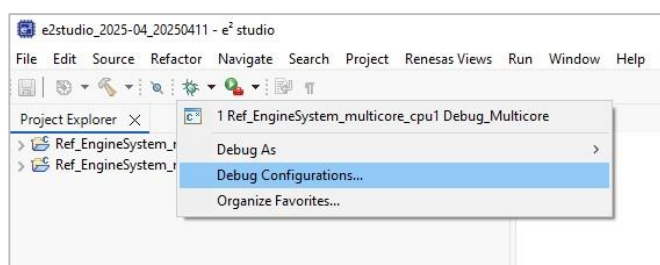 e2studio_2025-04_20250411 - e² studio
File Edit Source Refactor Navigate Search Project Renesas Views Run Window Help
1 Ref_EngineSystem_multicore_cpu1 Debug_Multicore
Project Explorer
Ref_EngineSystem_r
Debug As
Ref_EngineSystem_r
Debug Configurations...
Organize Favorites...